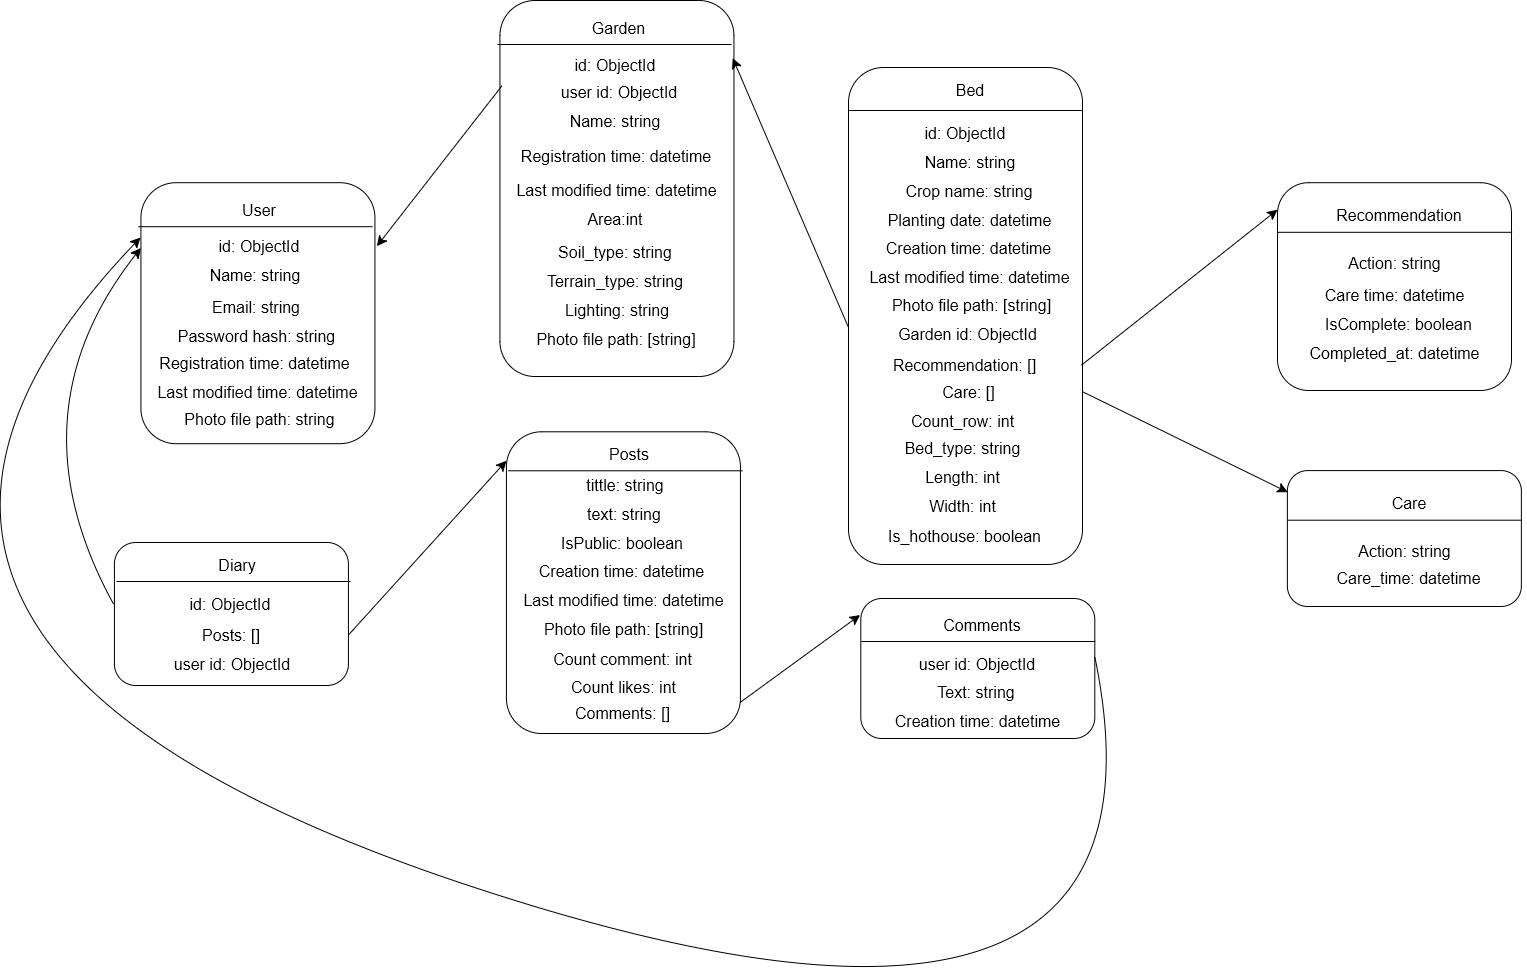 Garden
id: ObjectId
user id: ObjectId
Name: string
Registration time: datetime
Last modified time: datetime
Area:int
Soil_type: string
Terrain_type: string
Lighting: string
Photo file path: [string]
Bed
id: ObjectId
Name: string
Crop name: string
Planting date: datetime
Creation time: datetime
Last modified time: datetime
Photo file path: [string]
Garden id: ObjectId
Recommendation: []
Care: []
Count_row: int
Bed_type: string
Length: int
Width: int
Is_hothouse: boolean
User
id: ObjectId
Name: string
Email: string
Password hash: string
Registration time: datetime
Last modified time: datetime
Photo file path: string
Recommendation
Action: string
Care time: datetime
IsComplete: boolean
Completed_at: datetime
Posts
tittle: string
text: string
IsPublic: boolean
Creation time: datetime
Last modified time: datetime
Photo file path: [string]
Count comment: int
Count likes: int
Comments: []
Care
Action: string
Care_time: datetime
Diary
id: ObjectId
Posts: []
user id: ObjectId
Comments
user id: ObjectId
Text: string
Creation time: datetime